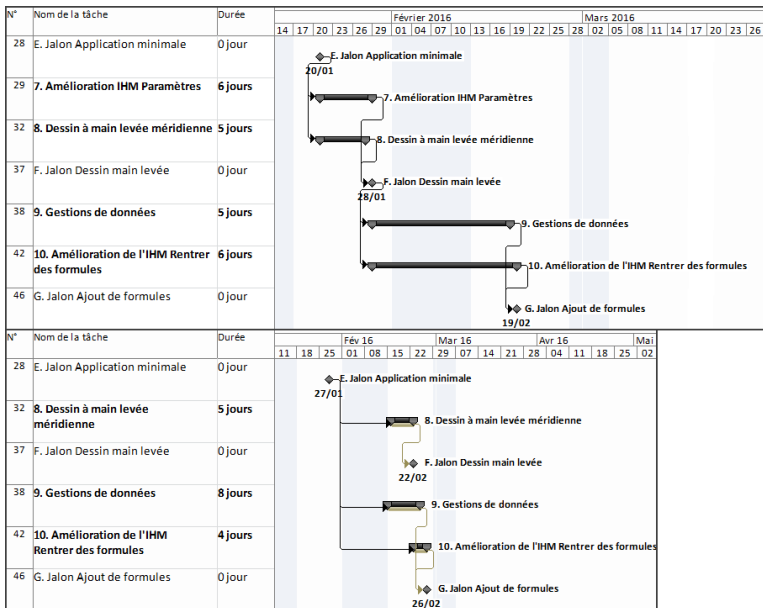 N° Nom de la tâche Durée
Février 2016 Mars 2016
14 17 20 23 26 29 01 04 07 10 13 16 19 22 25 28 02 05 08 11 14 17 20 23 26
28 E. Jalon Application minimale 0 jour
E. Jalon Application minimale
20/01
29 7. Amélioration IHM Paramètres 6 jours
7. Amélioration IHM Paramètres
32 8. Dessin à main levée méridienne 5 jours
8. Dessin à main levée méridienne
37 F. Jalon Dessin main levée 0 jour
F. Jalon Dessin main levée
28/01
38 9. Gestions de données 5 jours
9. Gestions de données
42 10. Amélioration de l'IHM Rentrer 6 jours
des formules
10. Amélioration de l'IHM Rentrer des formules
46 G. Jalon Ajout de formules 0 jour
G. Jalon Ajout de formules
19/02
N° Nom de la tâche Durée
Fév 16 Mar 16 Avr 16 Mai
11 18 25 01 08 15 22 29 07 14 21 28 04 11 18 25 02
28 E. Jalon Application minimale 0 jour
E. Jalon Application minimale
27/01
32 8. Dessin à main levée 5 jours
méridienne
8. Dessin à main levée méridienne
37 F. Jalon Dessin main levée 0 jour
F. Jalon Dessin main levée
22/02
38 9. Gestions de données 8 jours
9. Gestions de données
42 10. Amélioration de l'IHM 4 jours
Rentrer des formules
10. Amélioration de l'IHM Rentrer des formules
46 G. Jalon Ajout de formules 0 jour
G. Jalon Ajout de formules
26/02